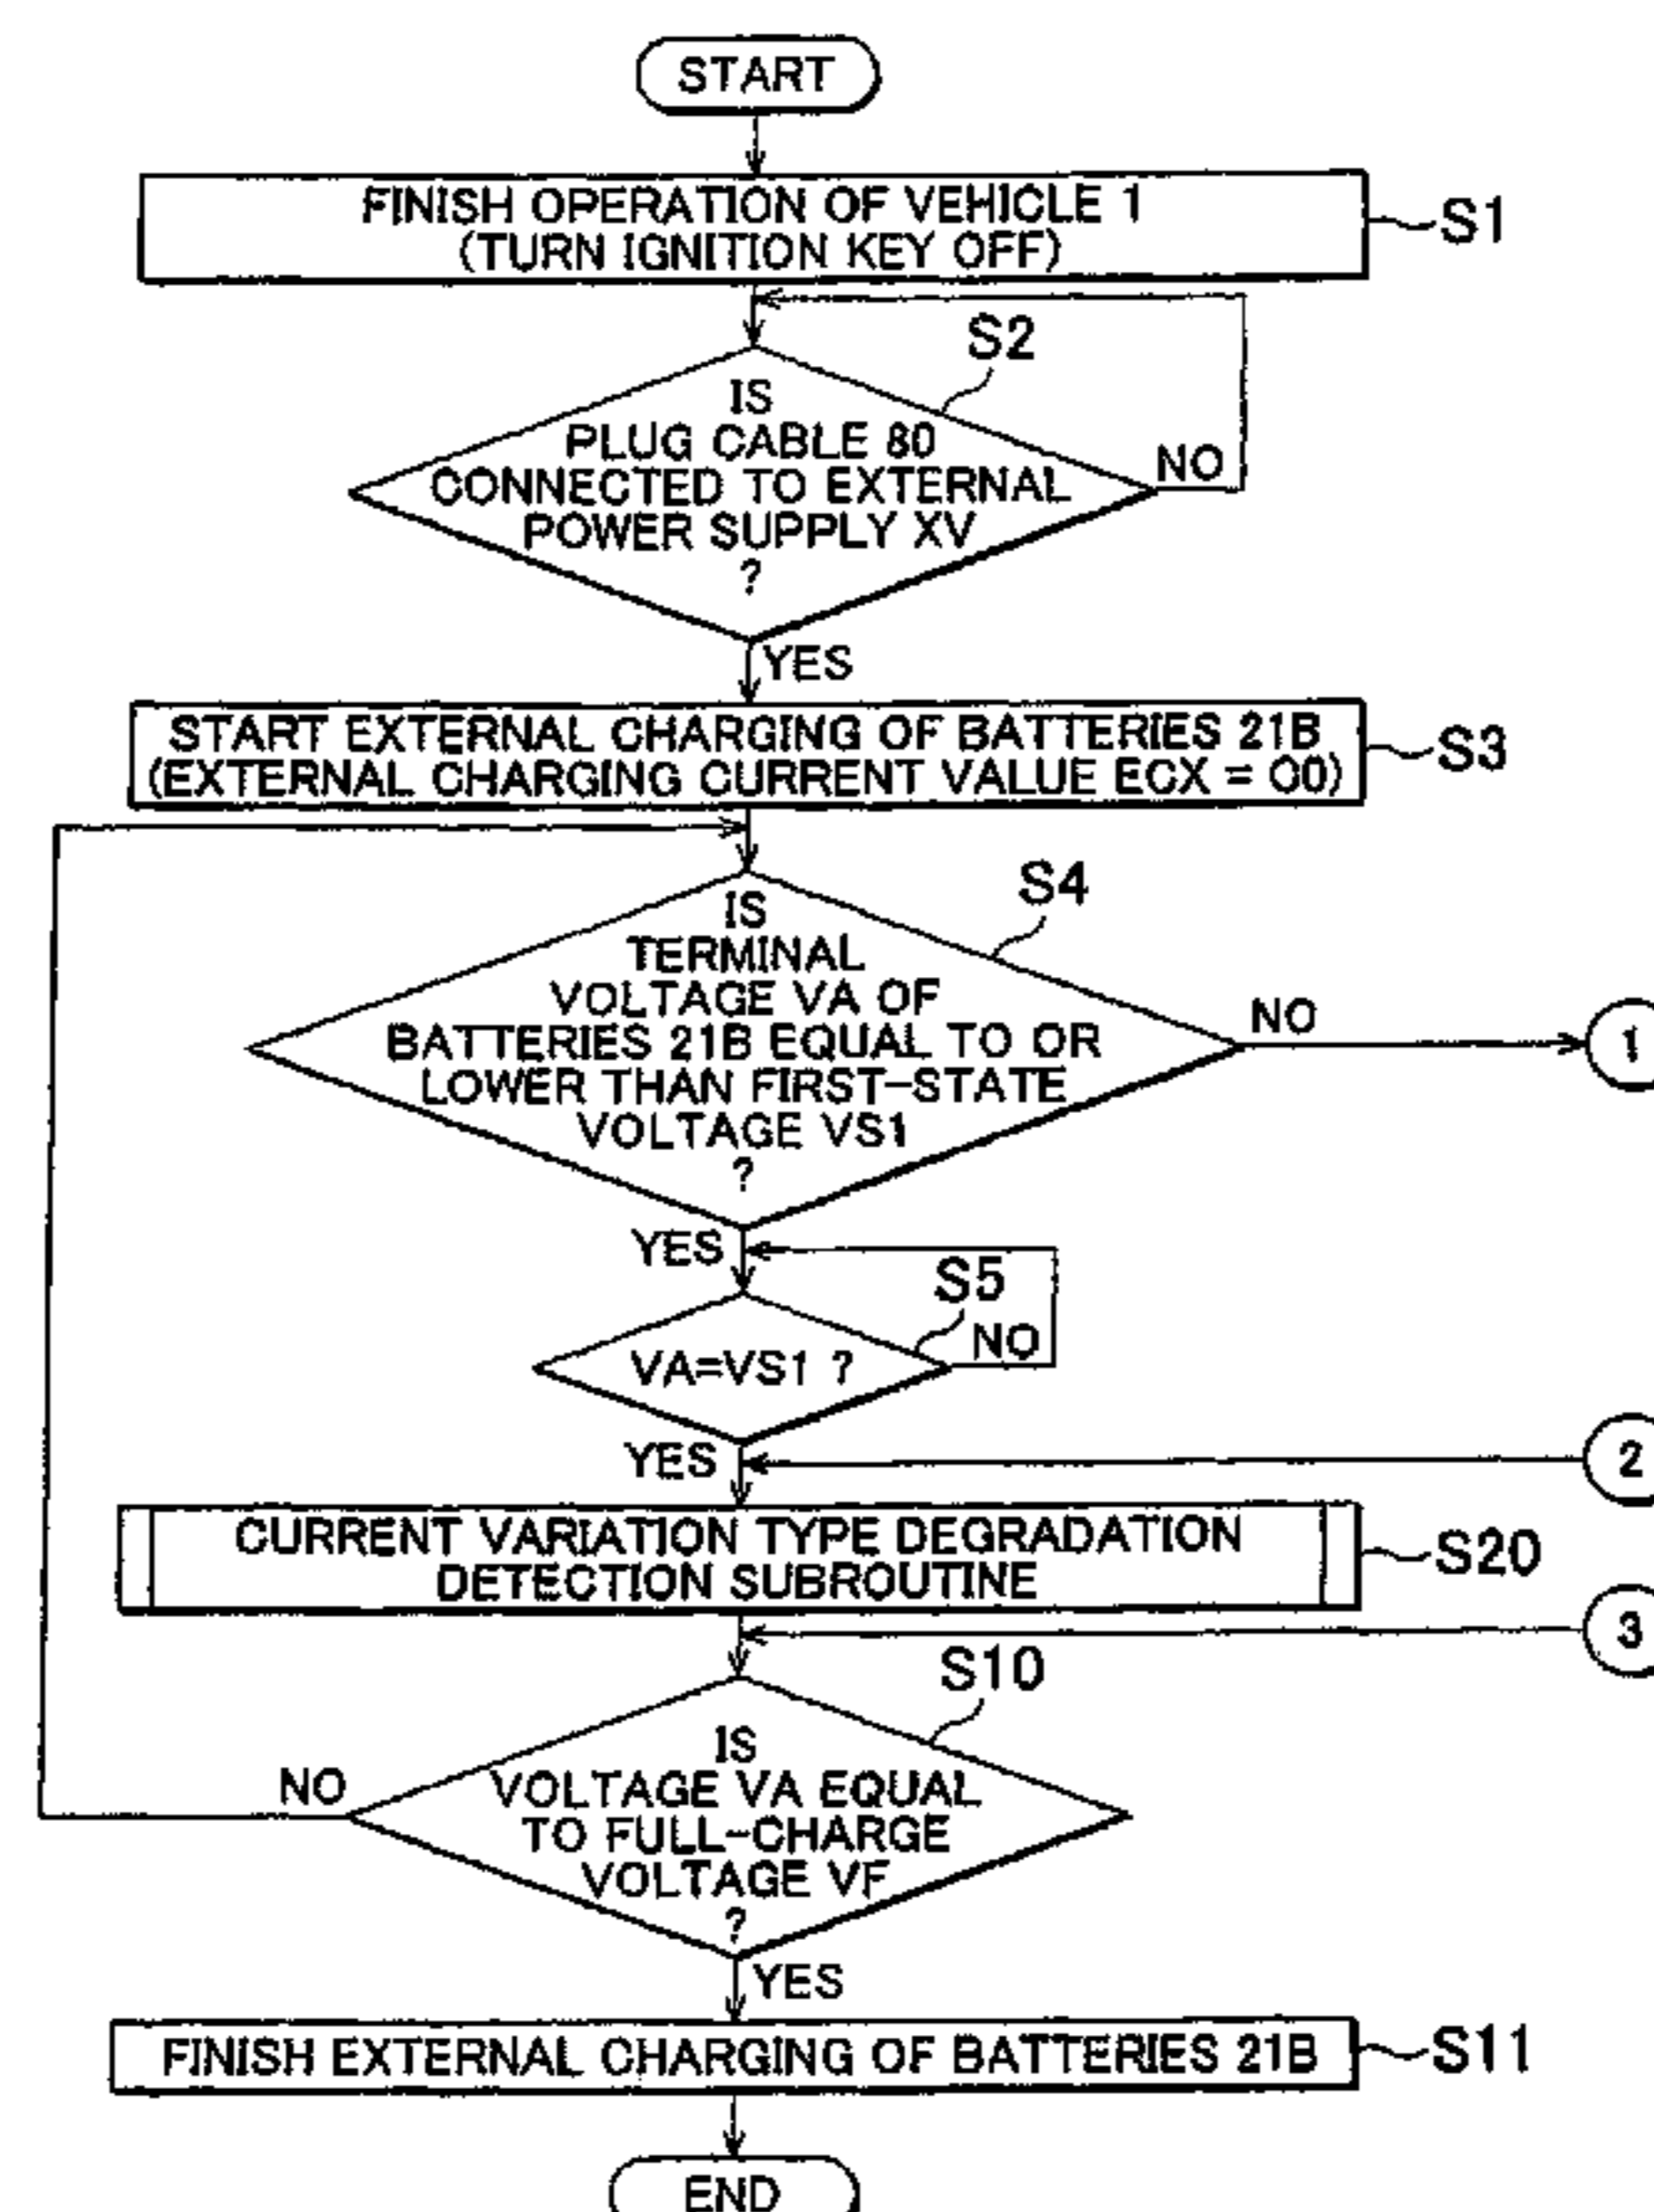 START
FINISH OPERATION OF VEHICLE 1
(TURN IGNITION KEY OFF)
S1
S2
IS
PLUG CABLE 80
CONNECTED TO EXTERNAL
POWER SUPPLY XV
?
NO
YES
START EXTERNAL CHARGING OF BATTERIES 21B
(EXTERNAL CHARGING CURRENT VALUE ECX = C0)
S3
S4
IS
TERMINAL
VOLTAGE VA OF
BATTERIES 21B EQUAL TO OR
LOWER THAN FIRST-STATE
VOLTAGE VS1
?
NO
1
YES
S5
VA=VS1 ?
NO
YES
2
CURRENT VARIATION TYPE DEGRADATION
DETECTION SUBROUTINE
S20
3
S10
IS
VOLTAGE VA EQUAL
TO FULL-CHARGE
VOLTAGE VF
?
NO
YES
FINISH EXTERNAL CHARGING OF BATTERIES 21B
S11
END